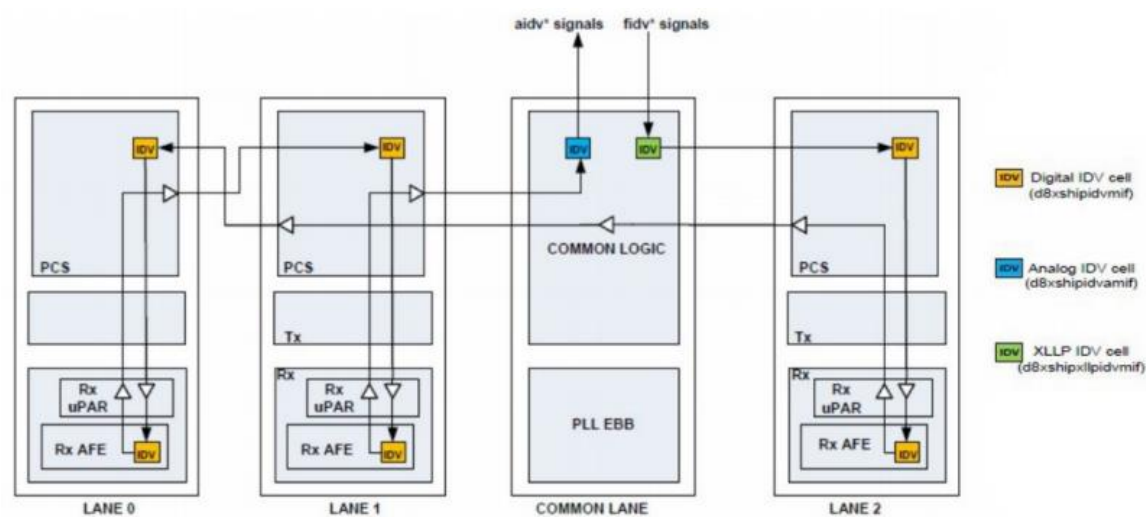 aidv* signals
fidv* signals
IDV
IDV
IDV
IDV
IDV
PCS
PCS
COMMON LOGIC
PCS
Tx
Tx
Rx
uPAR
Rx AFE
IDV
Rx
Rx
uPAR
Rx AFE
IDV
PLL EBB
Rx
Rx
uPAR
Rx AFE
IDV
LANE 0
LANE 1
COMMON LANE
LANE 2
IDV
Digital IDV cell
(d8xshipidvmif)
IDV
Analog IDV cell
(d8xshipidvamif)
IDV
XLLP IDV cell
(d8xshipxllpidvmif)